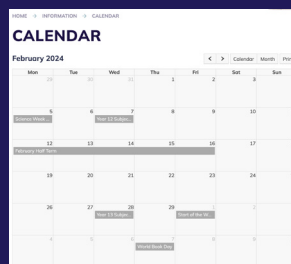 HOME > INFORMATION > CALENDAR
CALENDAR
February 2024
< > Calendar Month Prin
Mon Tue Wed Thu Fri Sat Sun
29 30 31 1 2 3
5 6 7 8 9 10
Science Week... Year 12 Subjec...
12 13 14 15 16 17
February Half Term
19 20 21 22 23 24
26 27 28 29 1 2
Year 13 Subjec... Start of the W...
4 5 6 7 8 9
World Book Day